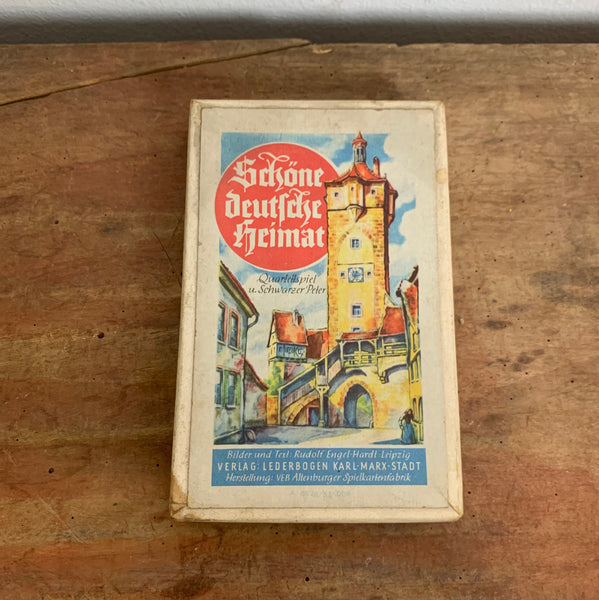 Schöne
deutsche
Heimat
Quartettspiel
u. Schwarzer Peter
Bilder und Text: Rudolf Engel-Hardt Leipzig
VERLAG: LEDERBOGEN KARL-MARX-STADT
Herstellung: VEB Altenburger Spielkartenfabrik